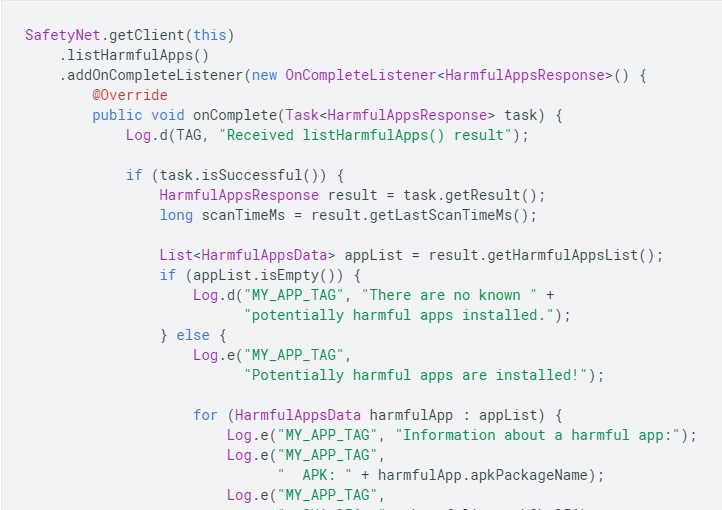 SafetyNet.getClient(this)
    .listHarmfulApps()
    .addOnCompleteListener(new OnCompleteListener<HarmfulAppsResponse>() {
        @Override
        public void onComplete(Task<HarmfulAppsResponse> task) {
            Log.d(TAG, "Received listHarmfulApps() result");

            if (task.isSuccessful()) {
                HarmfulAppsResponse result = task.getResult();
                long scanTimeMs = result.getLastScanTimeMs();

                List<HarmfulAppsData> appList = result.getHarmfulAppsList();
                if (appList.isEmpty()) {
                    Log.d("MY_APP_TAG", "There are no known " +
                          "potentially harmful apps installed.");
                } else {
                    Log.e("MY_APP_TAG",
                          "Potentially harmful apps are installed!");

                    for (HarmfulAppsData harmfulApp : appList) {
                        Log.e("MY_APP_TAG", "Information about a harmful app:");
                        Log.e("MY_APP_TAG",
                              "  APK: " + harmfulApp.apkPackageName);
                        Log.e("MY_APP_TAG",